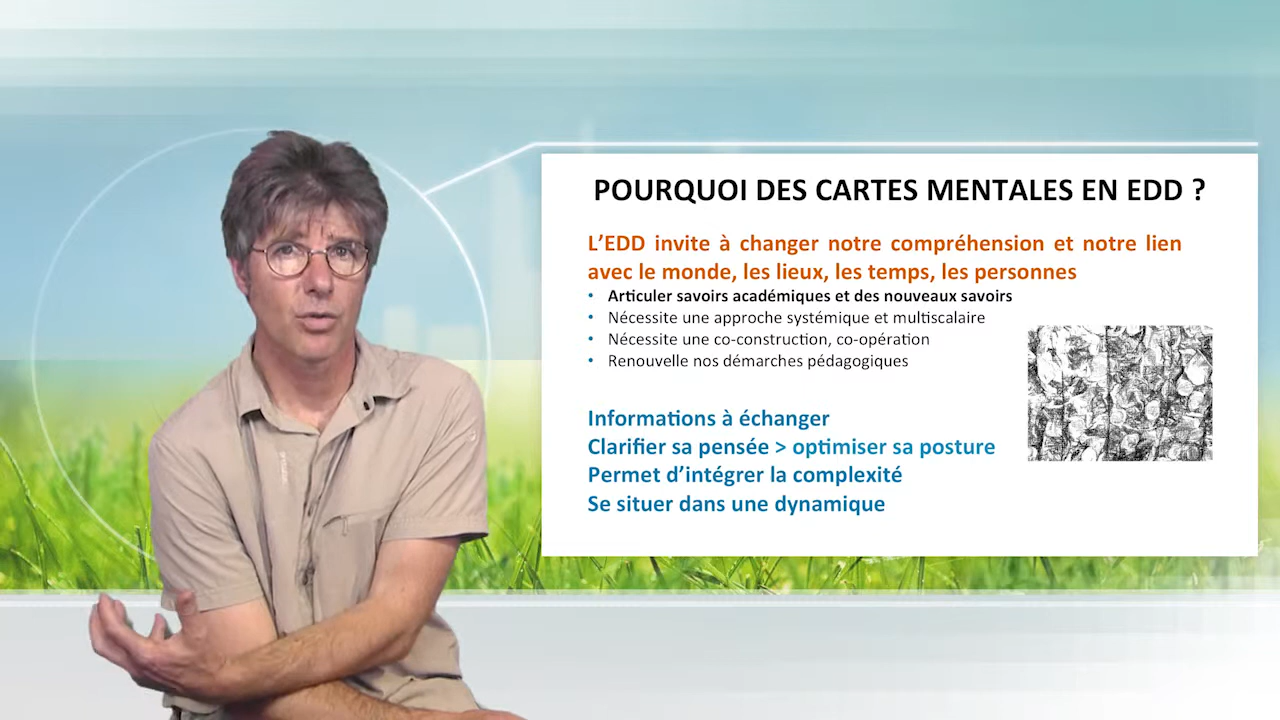 POURQUOI DES CARTES MENTALES EN EDD ?
L'EDD invite à changer notre compréhension et notre lien
avec le monde, les lieux, les temps, les personnes
• Articuler savoirs académiques et des nouveaux savoirs
• Nécessite une approche systémique et multiscalaire
• Nécessite une co-construction, co-opération
• Renouvelle nos démarches pédagogiques
Informations à échanger
Clarifier sa pensée > optimiser sa posture
Permet d'intégrer la complexité
Se situer dans une dynamique